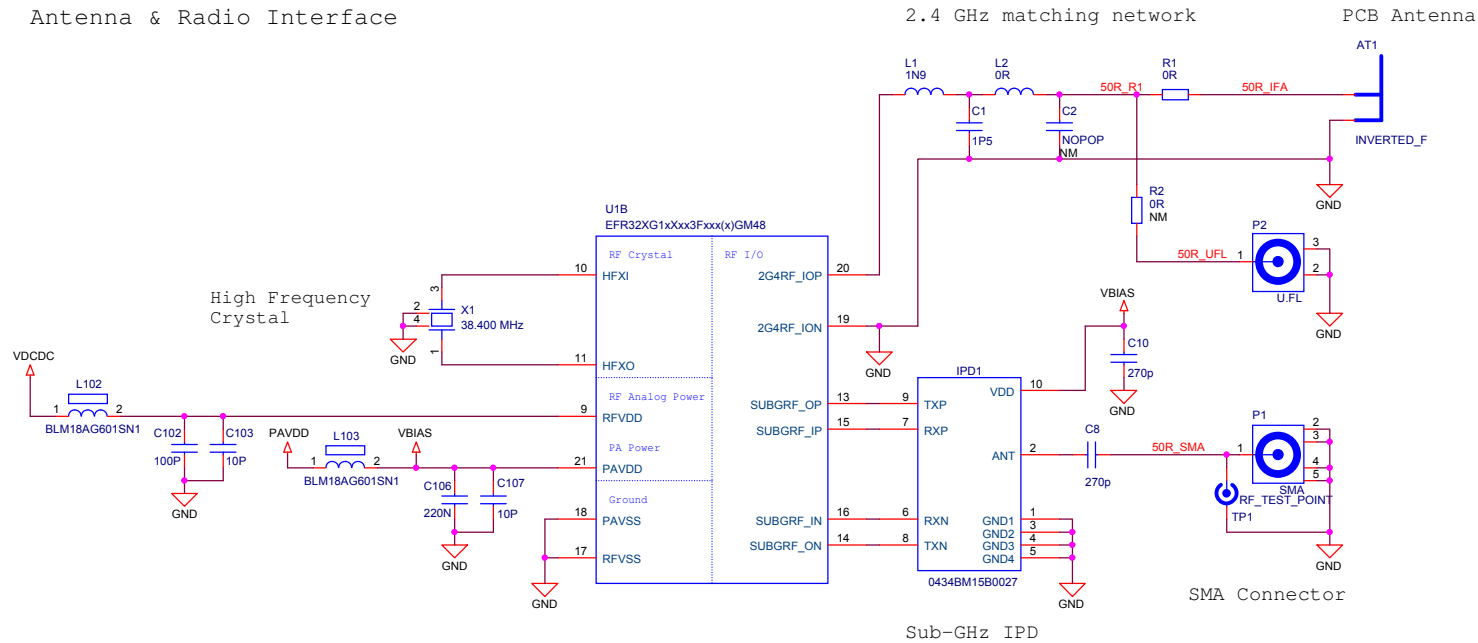 Antenna & Radio Interface
2.4 GHz matching network
PCB Antenna
AT1
INVERTED_F
L1
1N9
L2
0R
R1
0R
50R_R1
50R_IFA
C1
1P5
C2
NOPOP
NM
GND
R2
0R
NM
P2
50R_UFL
1
3
2
U.FL
GND
U1B
EFR32XG1xXxx3Fxxx(x)GM48
RF Crystal
RF I/O
10
HFXI
2G4RF_IOP
20
High Frequency
Crystal
3
2
4
1
X1
38.400 MHz
GND
11
HFXO
2G4RF_ION
19
GND
VDCDC
L102
1
2
BLM18AG601SN1
C102
100P
C103
10P
GND
RF Analog Power
9
RFVDD
PAVDD
L103
1
2
BLM18AG601SN1
VBIAS
PA Power
21
PAVDD
C106
220N
C107
10P
GND
Ground
18
PAVSS
17
RFVSS
GND
SUBGRF_OP
13
SUBGRF_IP
15
SUBGRF_IN
16
SUBGRF_ON
14
IPD1
9
TXP
7
RXP
6
RXN
8
TXN
VDD
10
ANT
2
GND1
1
GND2
3
GND3
4
GND4
5
0434BM15B0027
GND
VBIAS
C10
270p
GND
C8
270p
50R_SMA
P1
1
2
3
4
5
SMA
RF_TEST_POINT
TP1
GND
SMA Connector
Sub-GHz IPD